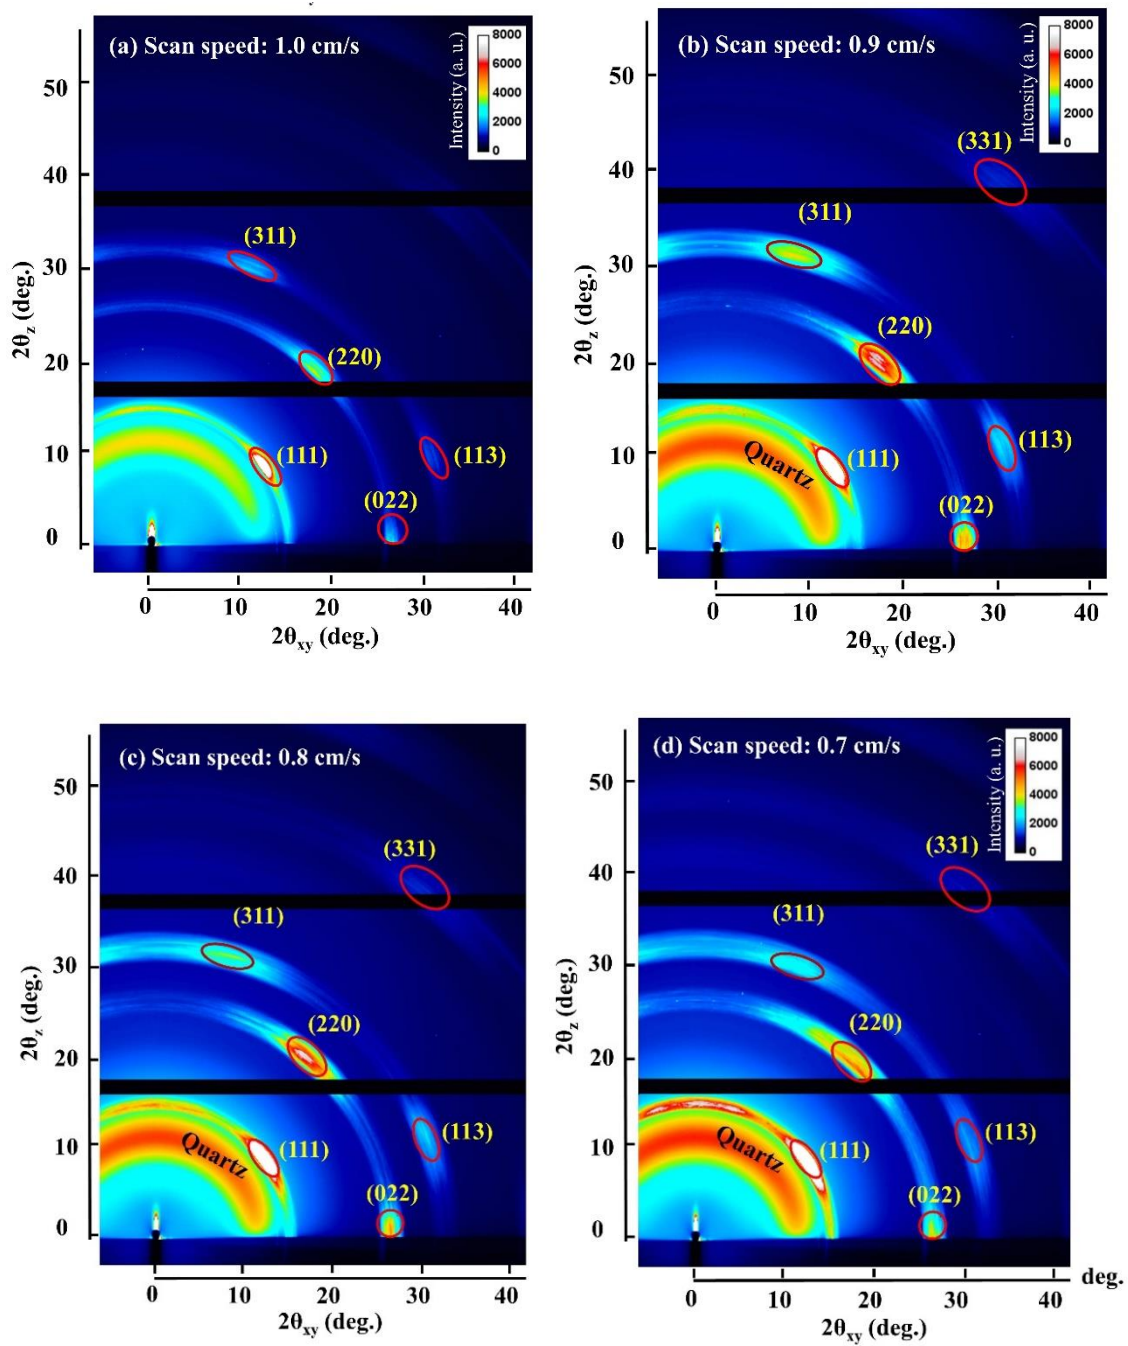 (a) Scan speed: 1.0 cm/s
Intensity (a. u.)
8000
6000
4000
2000
0
50
40
30
20
10
0
2θz (deg.)
(311)
(220)
(111)
(113)
(022)
0 10 20 30 40
2θxy (deg.)
(b) Scan speed: 0.9 cm/s
Intensity (a. u.)
8000
6000
4000
2000
0
50
40
30
20
10
0
2θz (deg.)
(331)
(311)
(220)
Quartz
(111)
(113)
(022)
0 10 20 30 40
2θxy (deg.)
(c) Scan speed: 0.8 cm/s
50
40
30
20
10
0
2θz (deg.)
(331)
(311)
(220)
Quartz
(111)
(113)
(022)
0 10 20 30 40
2θxy (deg.)
(d) Scan speed: 0.7 cm/s
Intensity (a. u.)
8000
6000
4000
2000
0
50
40
30
20
10
0
2θz (deg.)
(331)
(311)
(220)
Quartz
(111)
(113)
(022)
deg.
0 10 20 30 40
2θxy (deg.)